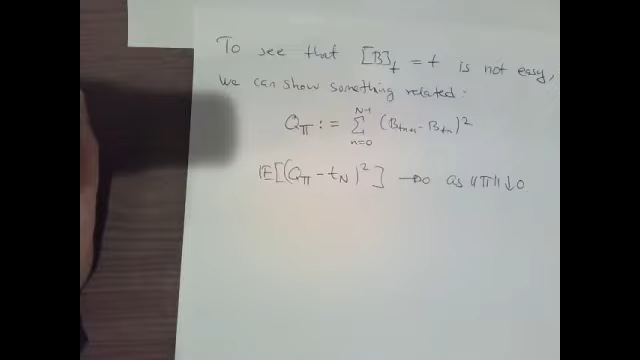 To see that [B]_t = t is not easy,
we can show something related:
Q_Π := ∑_{n=0}^{N-1} (B_{t_{n+1}} - B_{t_n})²
𝔼[(Q_Π - t_N)²] → 0 as ||Π|| ↓ 0